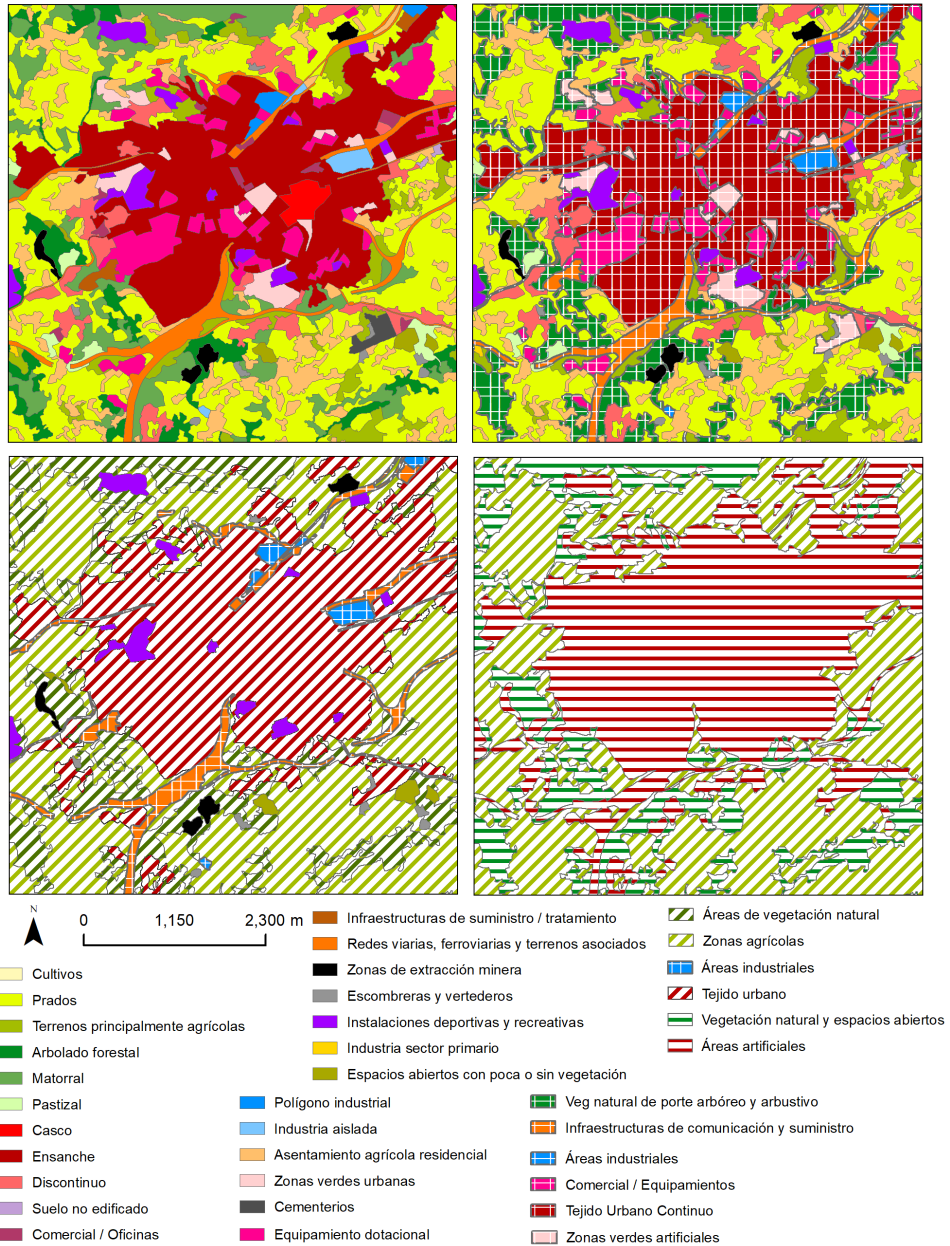 N
0 1,150 2,300 m
Cultivos
Prados
Terrenos principalmente agrícolas
Arbolado forestal
Matorral
Pastizal
Casco
Ensanche
Discontinuo
Suelo no edificado
Comercial / Oficinas
Polígono industrial
Industria aislada
Asentamiento agrícola residencial
Zonas verdes urbanas
Cementerios
Equipamiento dotacional
Infraestructuras de suministro / tratamiento
Redes viarias, ferroviarias y terrenos asociados
Zonas de extracción minera
Escombreras y vertederos
Instalaciones deportivas y recreativas
Industria sector primario
Espacios abiertos con poca o sin vegetación
Áreas de vegetación natural
Zonas agrícolas
Áreas industriales
Tejido urbano
Vegetación natural y espacios abiertos
Áreas artificiales
Veg natural de porte arbóreo y arbustivo
Infraestructuras de comunicación y suministro
Áreas industriales
Comercial / Equipamientos
Tejido Urbano Continuo
Zonas verdes artificiales